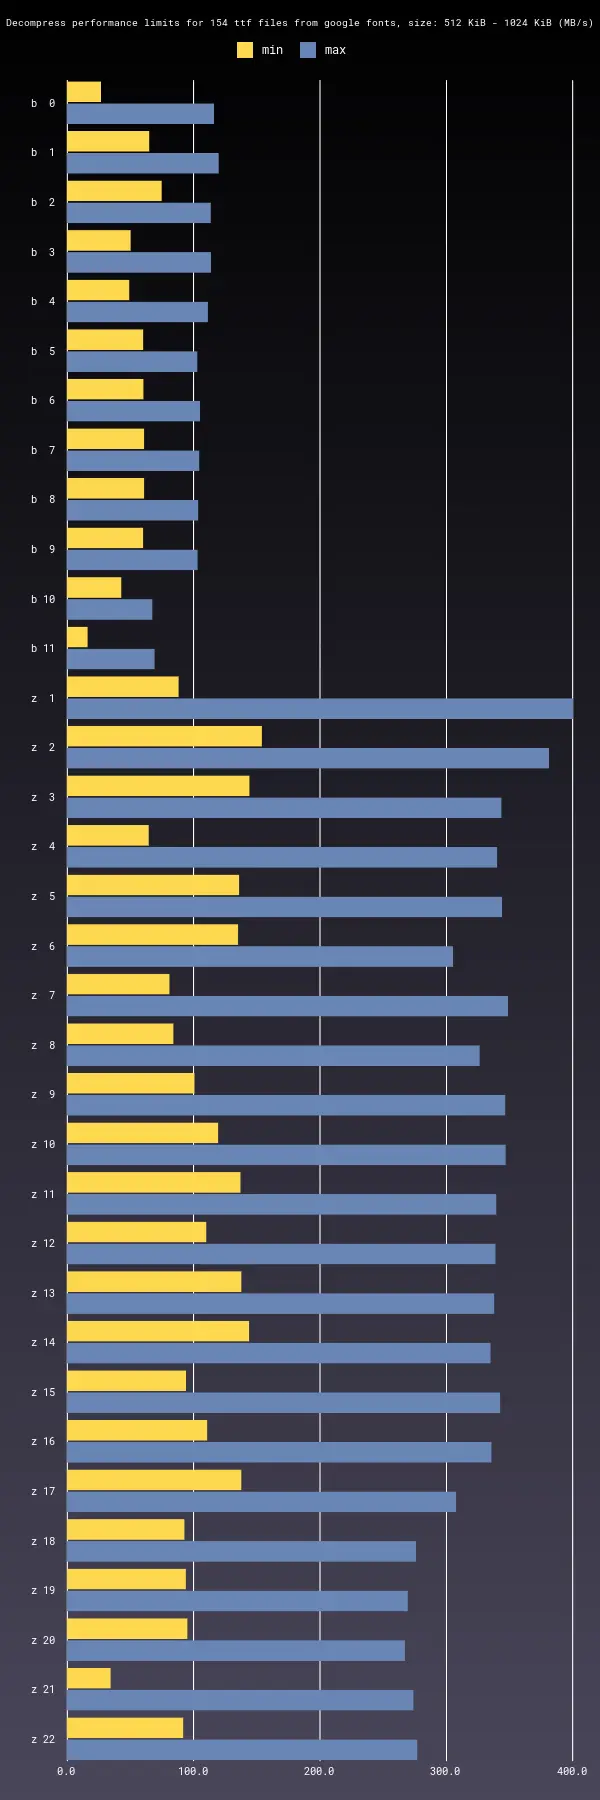 Decompress performance limits for 154 ttf files from google fonts, size: 512 KiB - 1024 KiB (MB/s)
min max
b 0
b 1
b 2
b 3
b 4
b 5
b 6
b 7
b 8
b 9
b 10
b 11
z 1
z 2
z 3
z 4
z 5
z 6
z 7
z 8
z 9
z 10
z 11
z 12
z 13
z 14
z 15
z 16
z 17
z 18
z 19
z 20
z 21
z 22
0.0 100.0 200.0 300.0 400.0